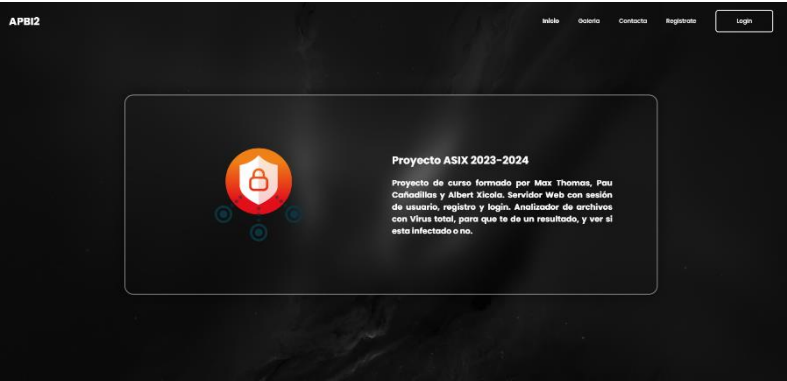 APBI2
Inicio Galeria Contacta Registrate Login
Proyecto ASIX 2023-2024
Proyecto de curso formado por Max Thomas, Pau
Cañadillas y Albert Xicola. Servidor Web con sesión
de usuario, registro y login. Analizador de archivos
con Virus total, para que te de un resultado, y ver si
esta infectado o no.